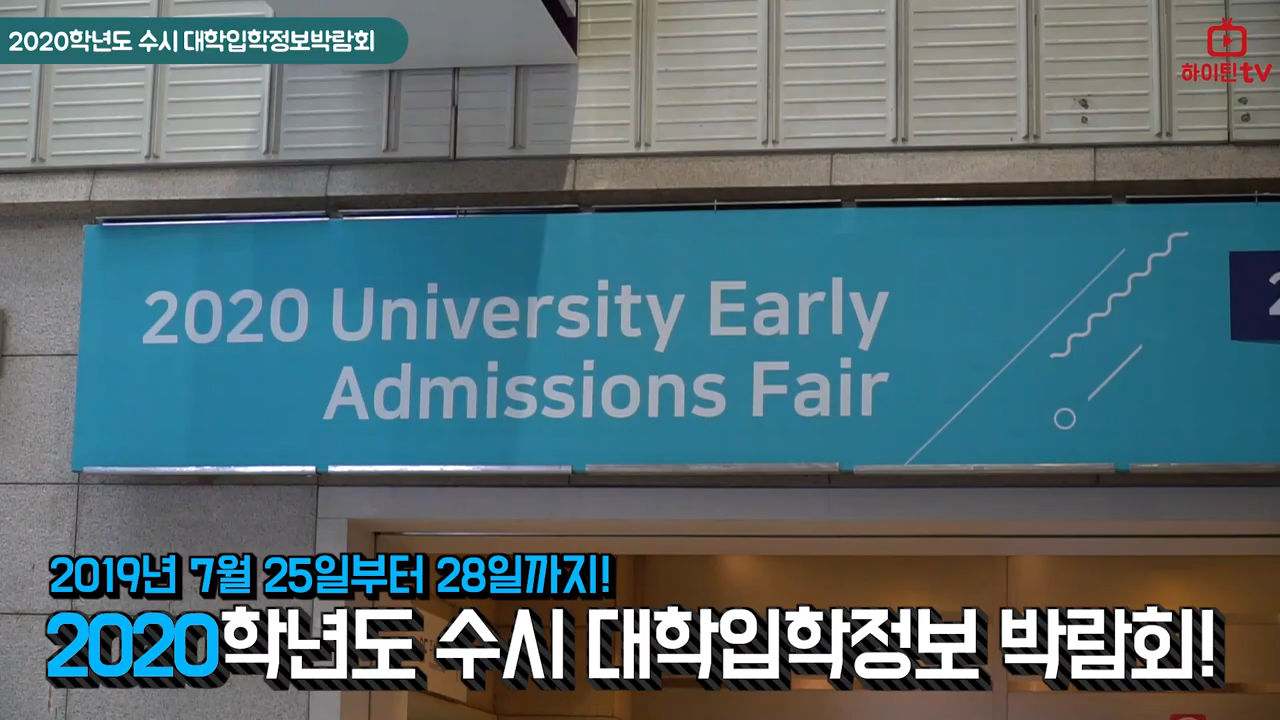 2020학년도 수시 대학입학정보박람회
하이틴tv
2020 University Early
Admissions Fair
2019년 7월 25일부터 28일까지!
2020학년도 수시 대학입학정보 박람회!